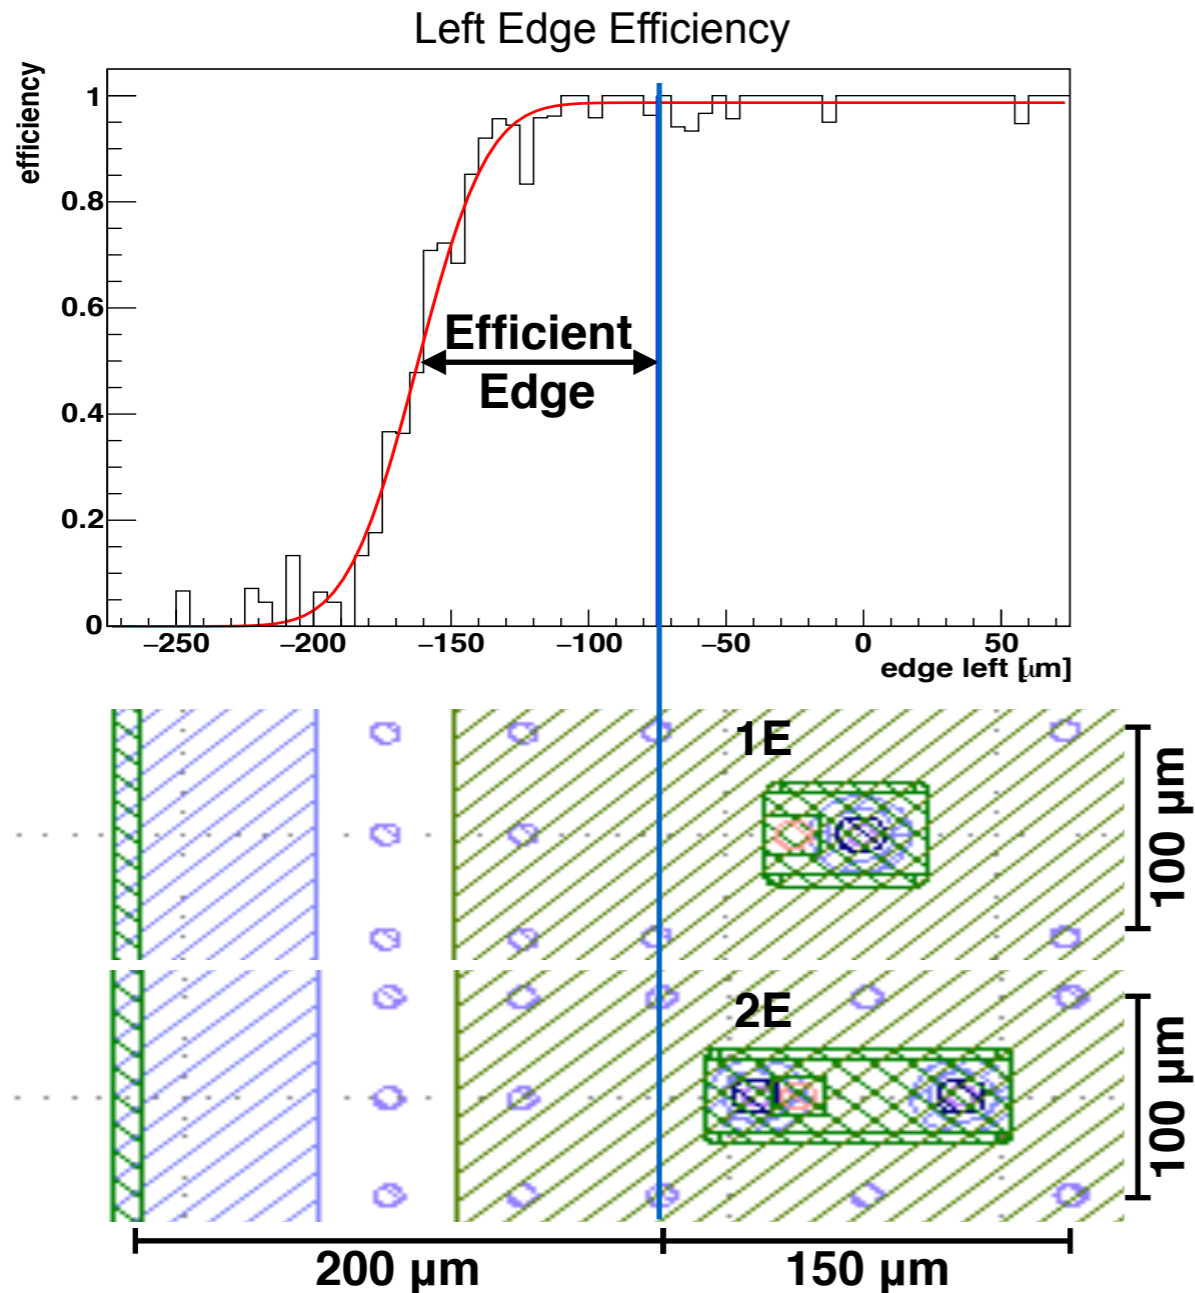 Left Edge Efficiency
efficiency
1
0.8
0.6
0.4
0.2
0
Efficient
Edge
−250
−200
−150
−100
−50
0
50
edge left [μm]
1E
100 μm
2E
100 μm
200 μm
150 μm